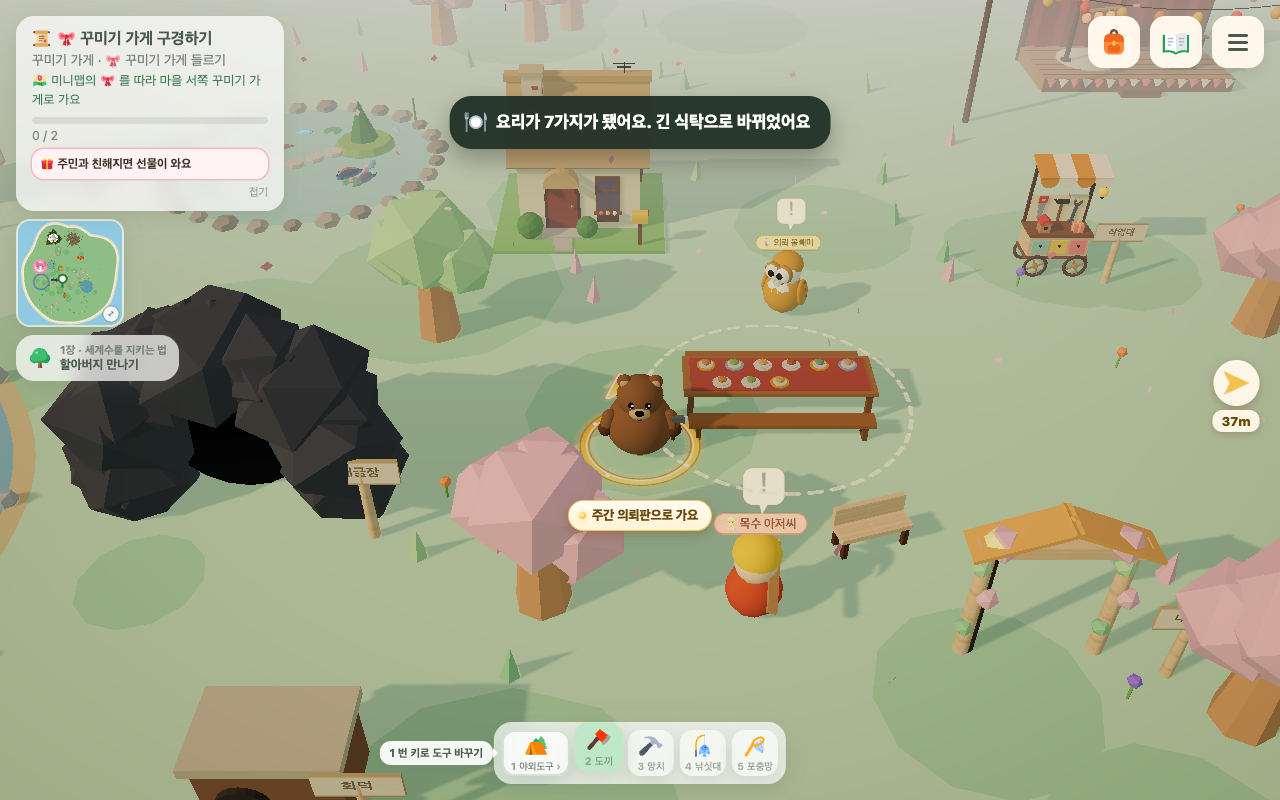 꾸미기 가게 구경하기
꾸미기 가게 · 꾸미기 가게 들르기
미니맵의 를 따라 마을 서쪽 꾸미기 가
게로 가요
0 / 2
주민과 친해지면 선물이 와요
접기
1장 · 세계수를 지키는 법
할아버지 만나기
요리가 7가지가 됐어요. 긴 식탁으로 바뀌었어요
!
의뢰 올빼미
작업대
37m
주간 의뢰판으로 가요
!
목수 아저씨
화덕
1 번 키로 도구 바꾸기
1 야외도구 ›
2 도끼
3 망치
4 낚싯대
5 포충망